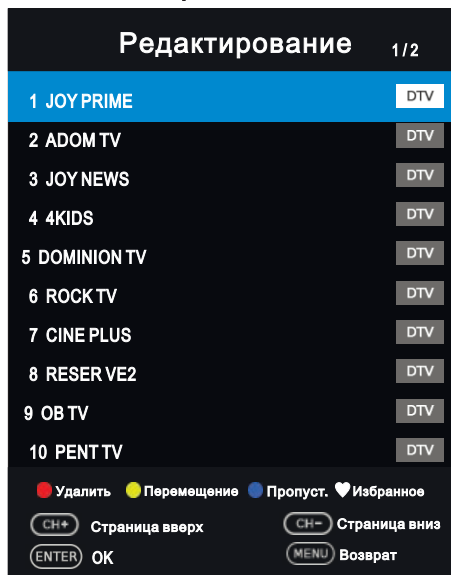 Редактирование 1/2
1 JOY PRIME DTV
2 ADOM TV DTV
3 JOY NEWS DTV
4 4KIDS DTV
5 DOMINION TV DTV
6 ROCK TV DTV
7 CINE PLUS DTV
8 RESER VE2 DTV
9 OB TV DTV
10 PENT TV DTV
Удалить Перемещение Пропуст. Избранное
CH+ Страница вверх CH− Страница вниз
ENTER OK MENU Возврат